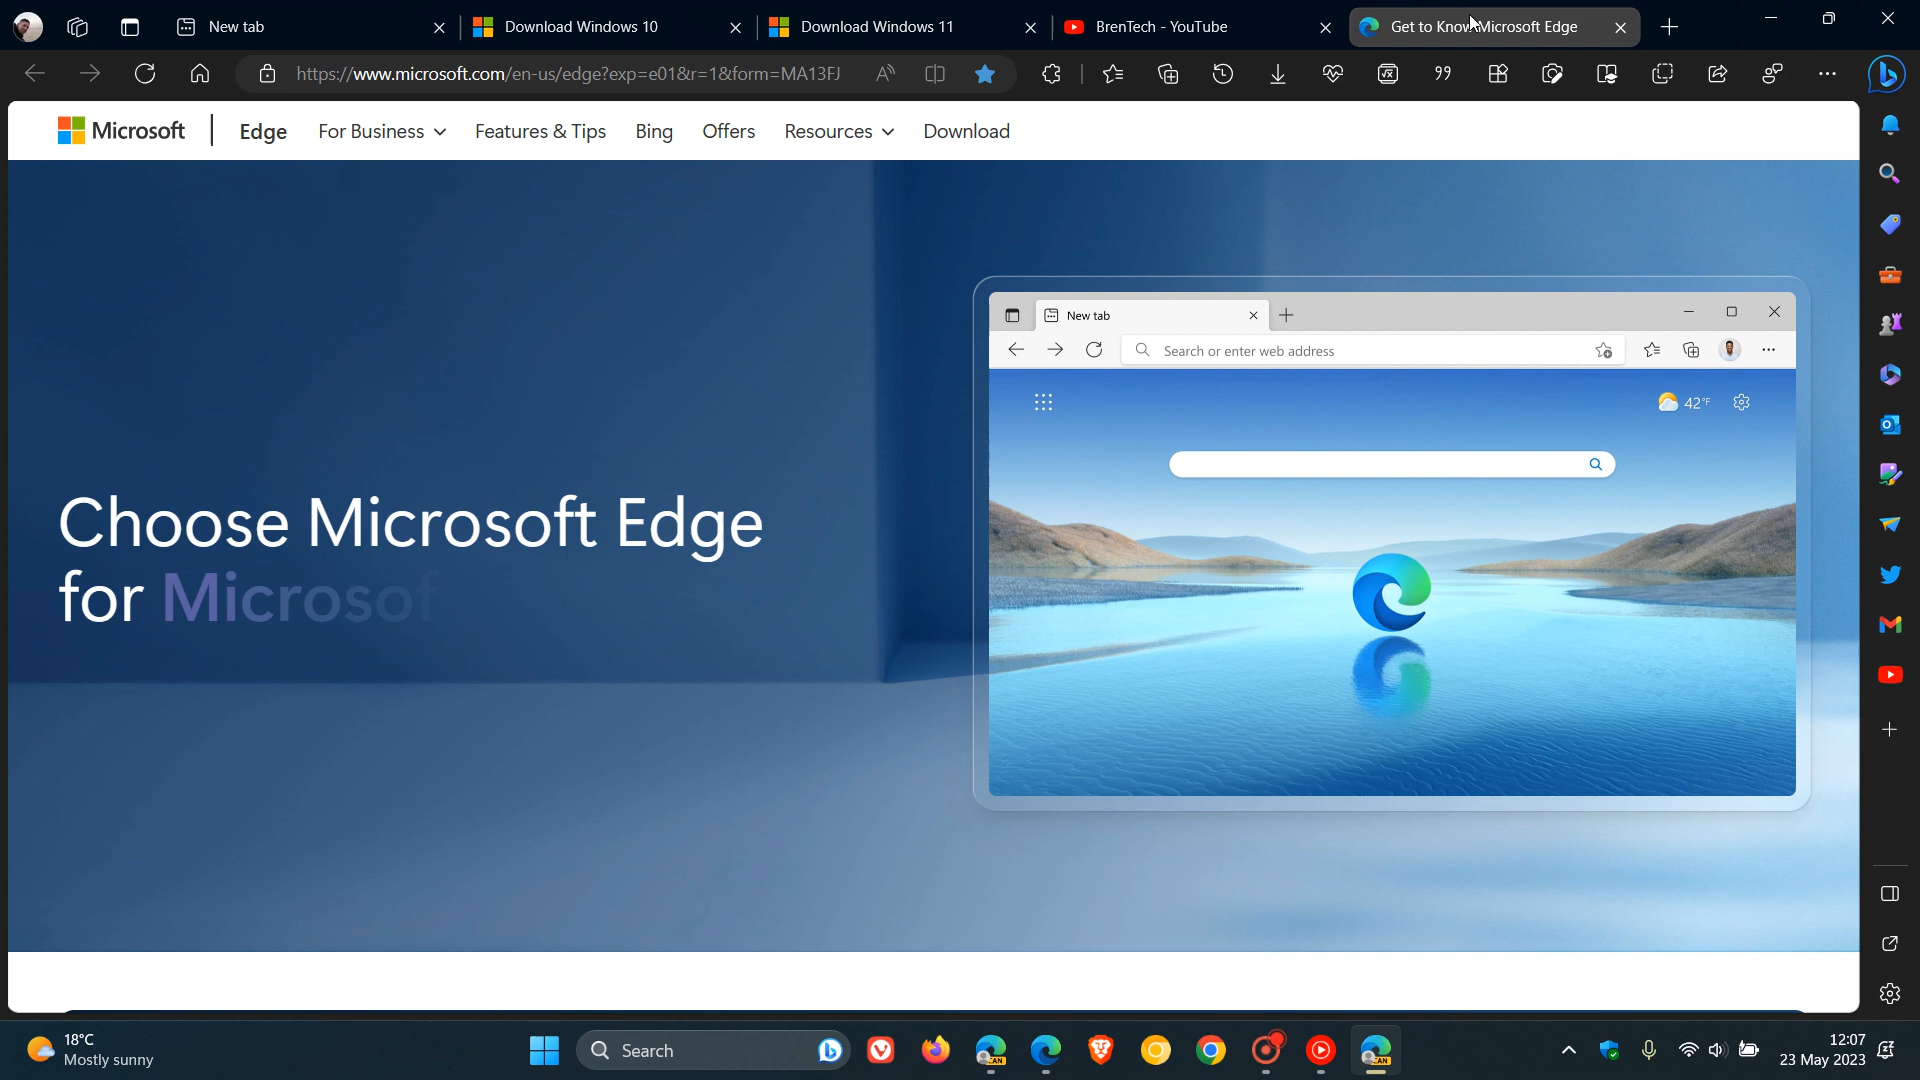 New tab
Download Windows 10
Download Windows 11
BrenTech - YouTube
Get to Know Microsoft Edge
https://www.microsoft.com/en-us/edge?exp=e01&r=1&form=MA13FJ
Microsoft
Edge
For Business
Features & Tips
Bing
Offers
Resources
Download
New tab
Search or enter web address
42°F
Choose Microsoft Edge
for Microsof
18°C
Mostly sunny
Search
CAN
CAN
12:07
23 May 2023